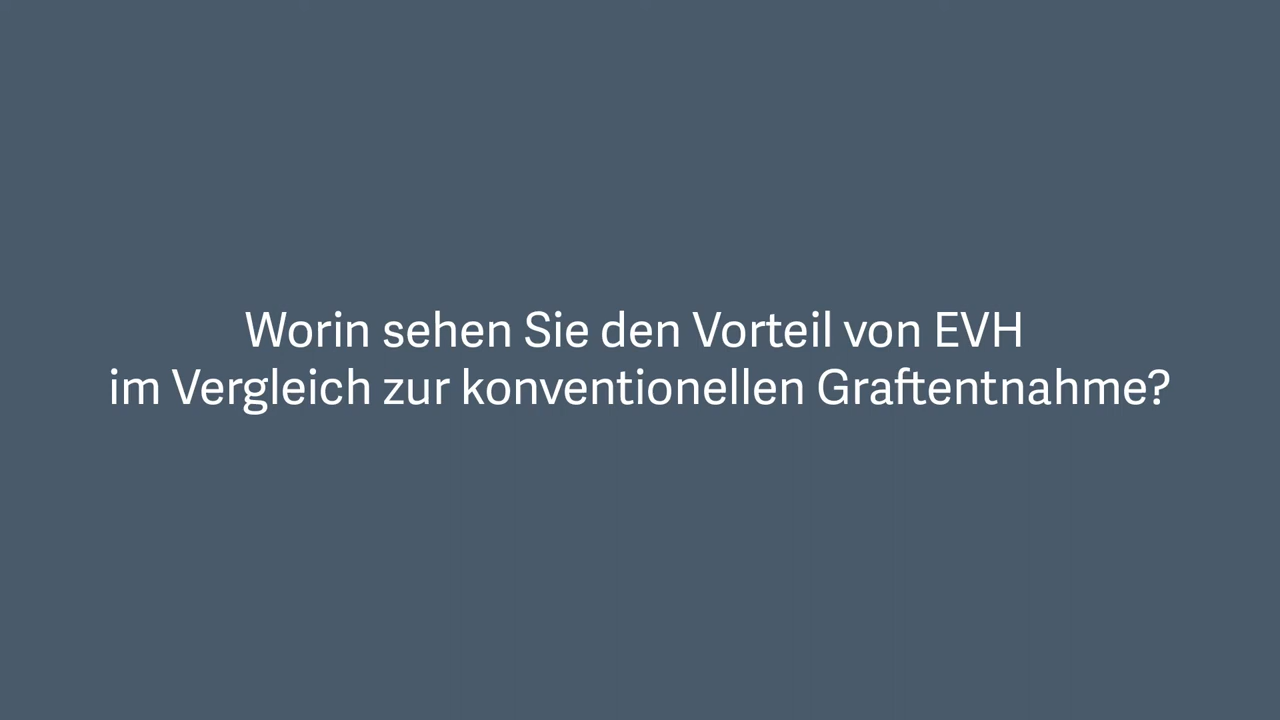 Worin sehen Sie den Vorteil von EVH
im Vergleich zur konventionellen Graftentnahme?